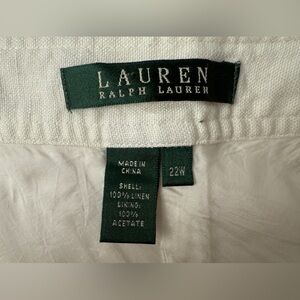 LAUREN
RALPH LAUREN
MADE IN
CHINA
22W
SHELL:
100% LINEN
LINING:
100%
ACETATE